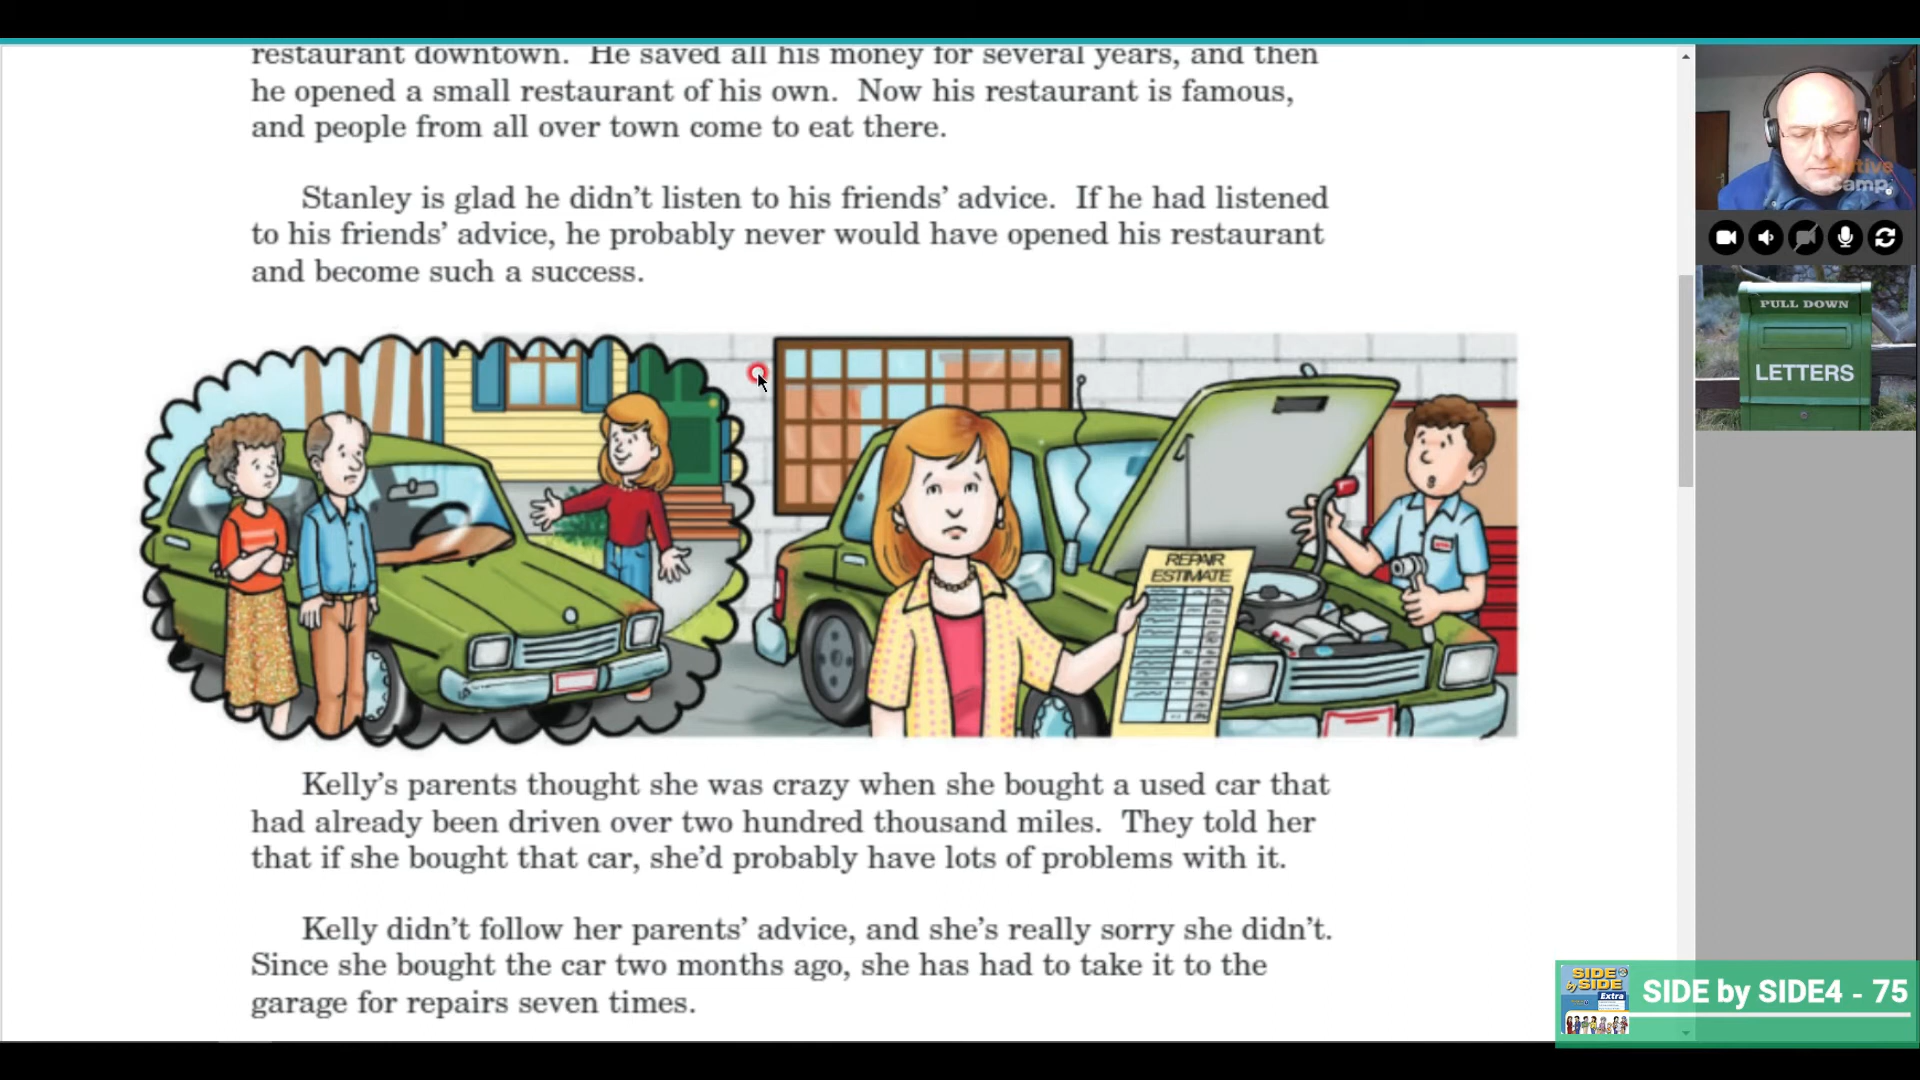 restaurant downtown. He saved all his money for several years, and then
he opened a small restaurant of his own. Now his restaurant is famous,
and people from all over town come to eat there.
Stanley is glad he didn't listen to his friends' advice. If he had listened
to his friends' advice, he probably never would have opened his restaurant
and become such a success.
REPAIR
ESTIMATE
Kelly's parents thought she was crazy when she bought a used car that
had already been driven over two hundred thousand miles. They told her
that if she bought that car, she'd probably have lots of problems with it.
Kelly didn't follow her parents' advice, and she's really sorry she didn't.
Since she bought the car two months ago, she has had to take it to the
garage for repairs seven times.
Native
Camp
PULL DOWN
LETTERS
SIDE
by SIDE
Extra
SIDE by SIDE4 - 75